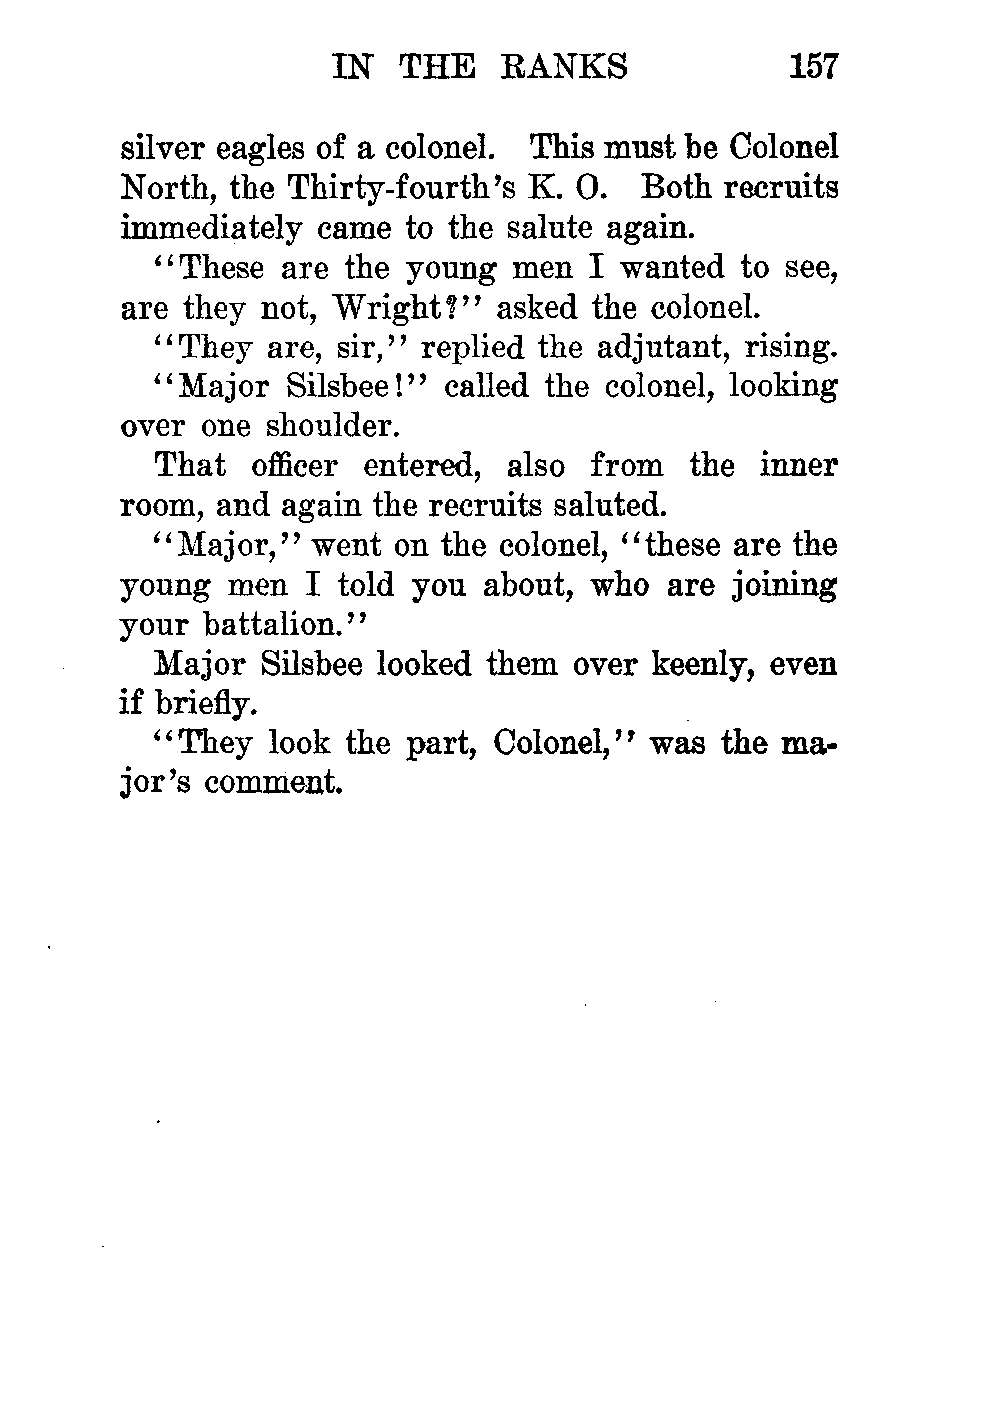 IN THE RANKS 157
silver eagles of a colonel. This must be Colonel
North, the Thirty-fourth's K. O. Both recruits
immediately came to the salute again.
"These are the young men I wanted to see,
are they not, Wright?" asked the colonel.
"They are, sir," replied the adjutant, rising.
"Major Silsbee!" called the colonel, looking
over one shoulder.
That officer entered, also from the inner
room, and again the recruits saluted.
"Major," went on the colonel, "these are the
young men I told you about, who are joining
your battalion."
Major Silsbee looked them over keenly, even
if briefly.
"They look the part, Colonel," was the ma-
jor's comment.